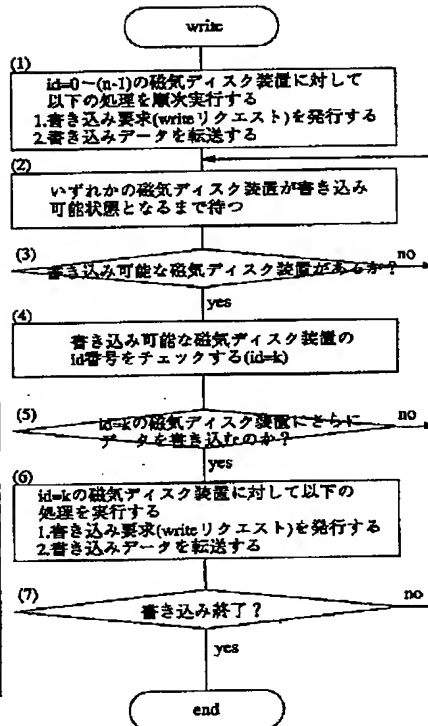 write
(1)
id=0〜(n-1)の磁気ディスク装置に対して
以下の処理を順次実行する
1.書き込み要求(writeリクエスト)を発行する
2.書き込みデータを転送する
(2)
いずれかの磁気ディスク装置が書き込み
可能状態となるまで待つ
(3)
書き込み可能な磁気ディスク装置があるか?
no
yes
(4)
書き込み可能な磁気ディスク装置の
id番号をチェックする(id=k)
(5)
id=kの磁気ディスク装置にさらに
データを書き込むのか?
no
yes
(6)
id=kの磁気ディスク装置に対して以下の
処理を実行する
1.書き込み要求(writeリクエスト)を発行する
2.書き込みデータを転送する
(7)
書き込み終了?
no
yes
end